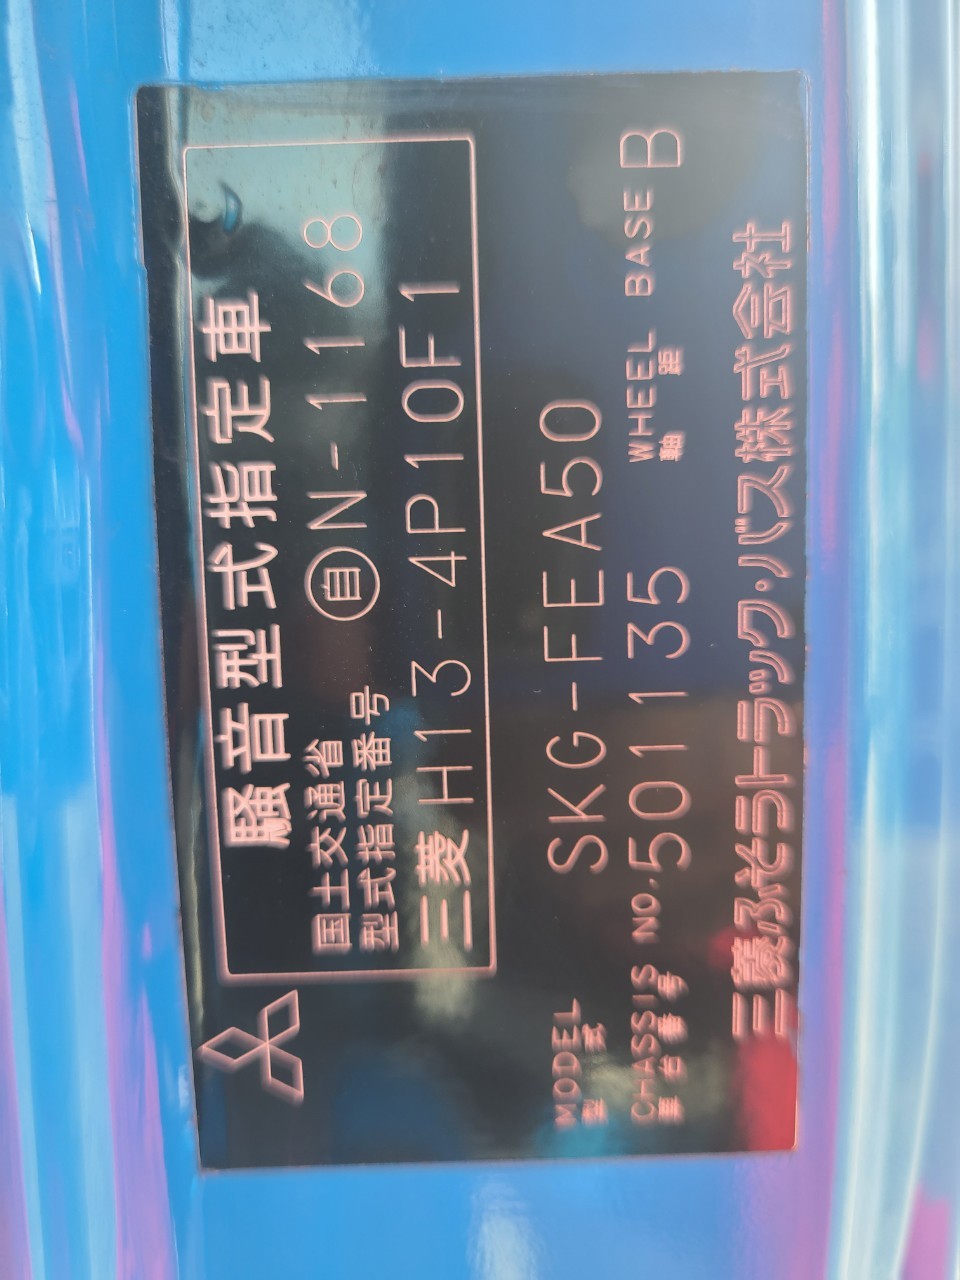 騒音型式指定車
国土交通省
型式指定番号 自N-1168
三菱 H13-4P10F1
MODEL
型式 SKG-FEA50
CHASSIS NO. 501135 WHEEL BASE B
車台番号 軸距
三菱ふそうトラック・バス株式会社